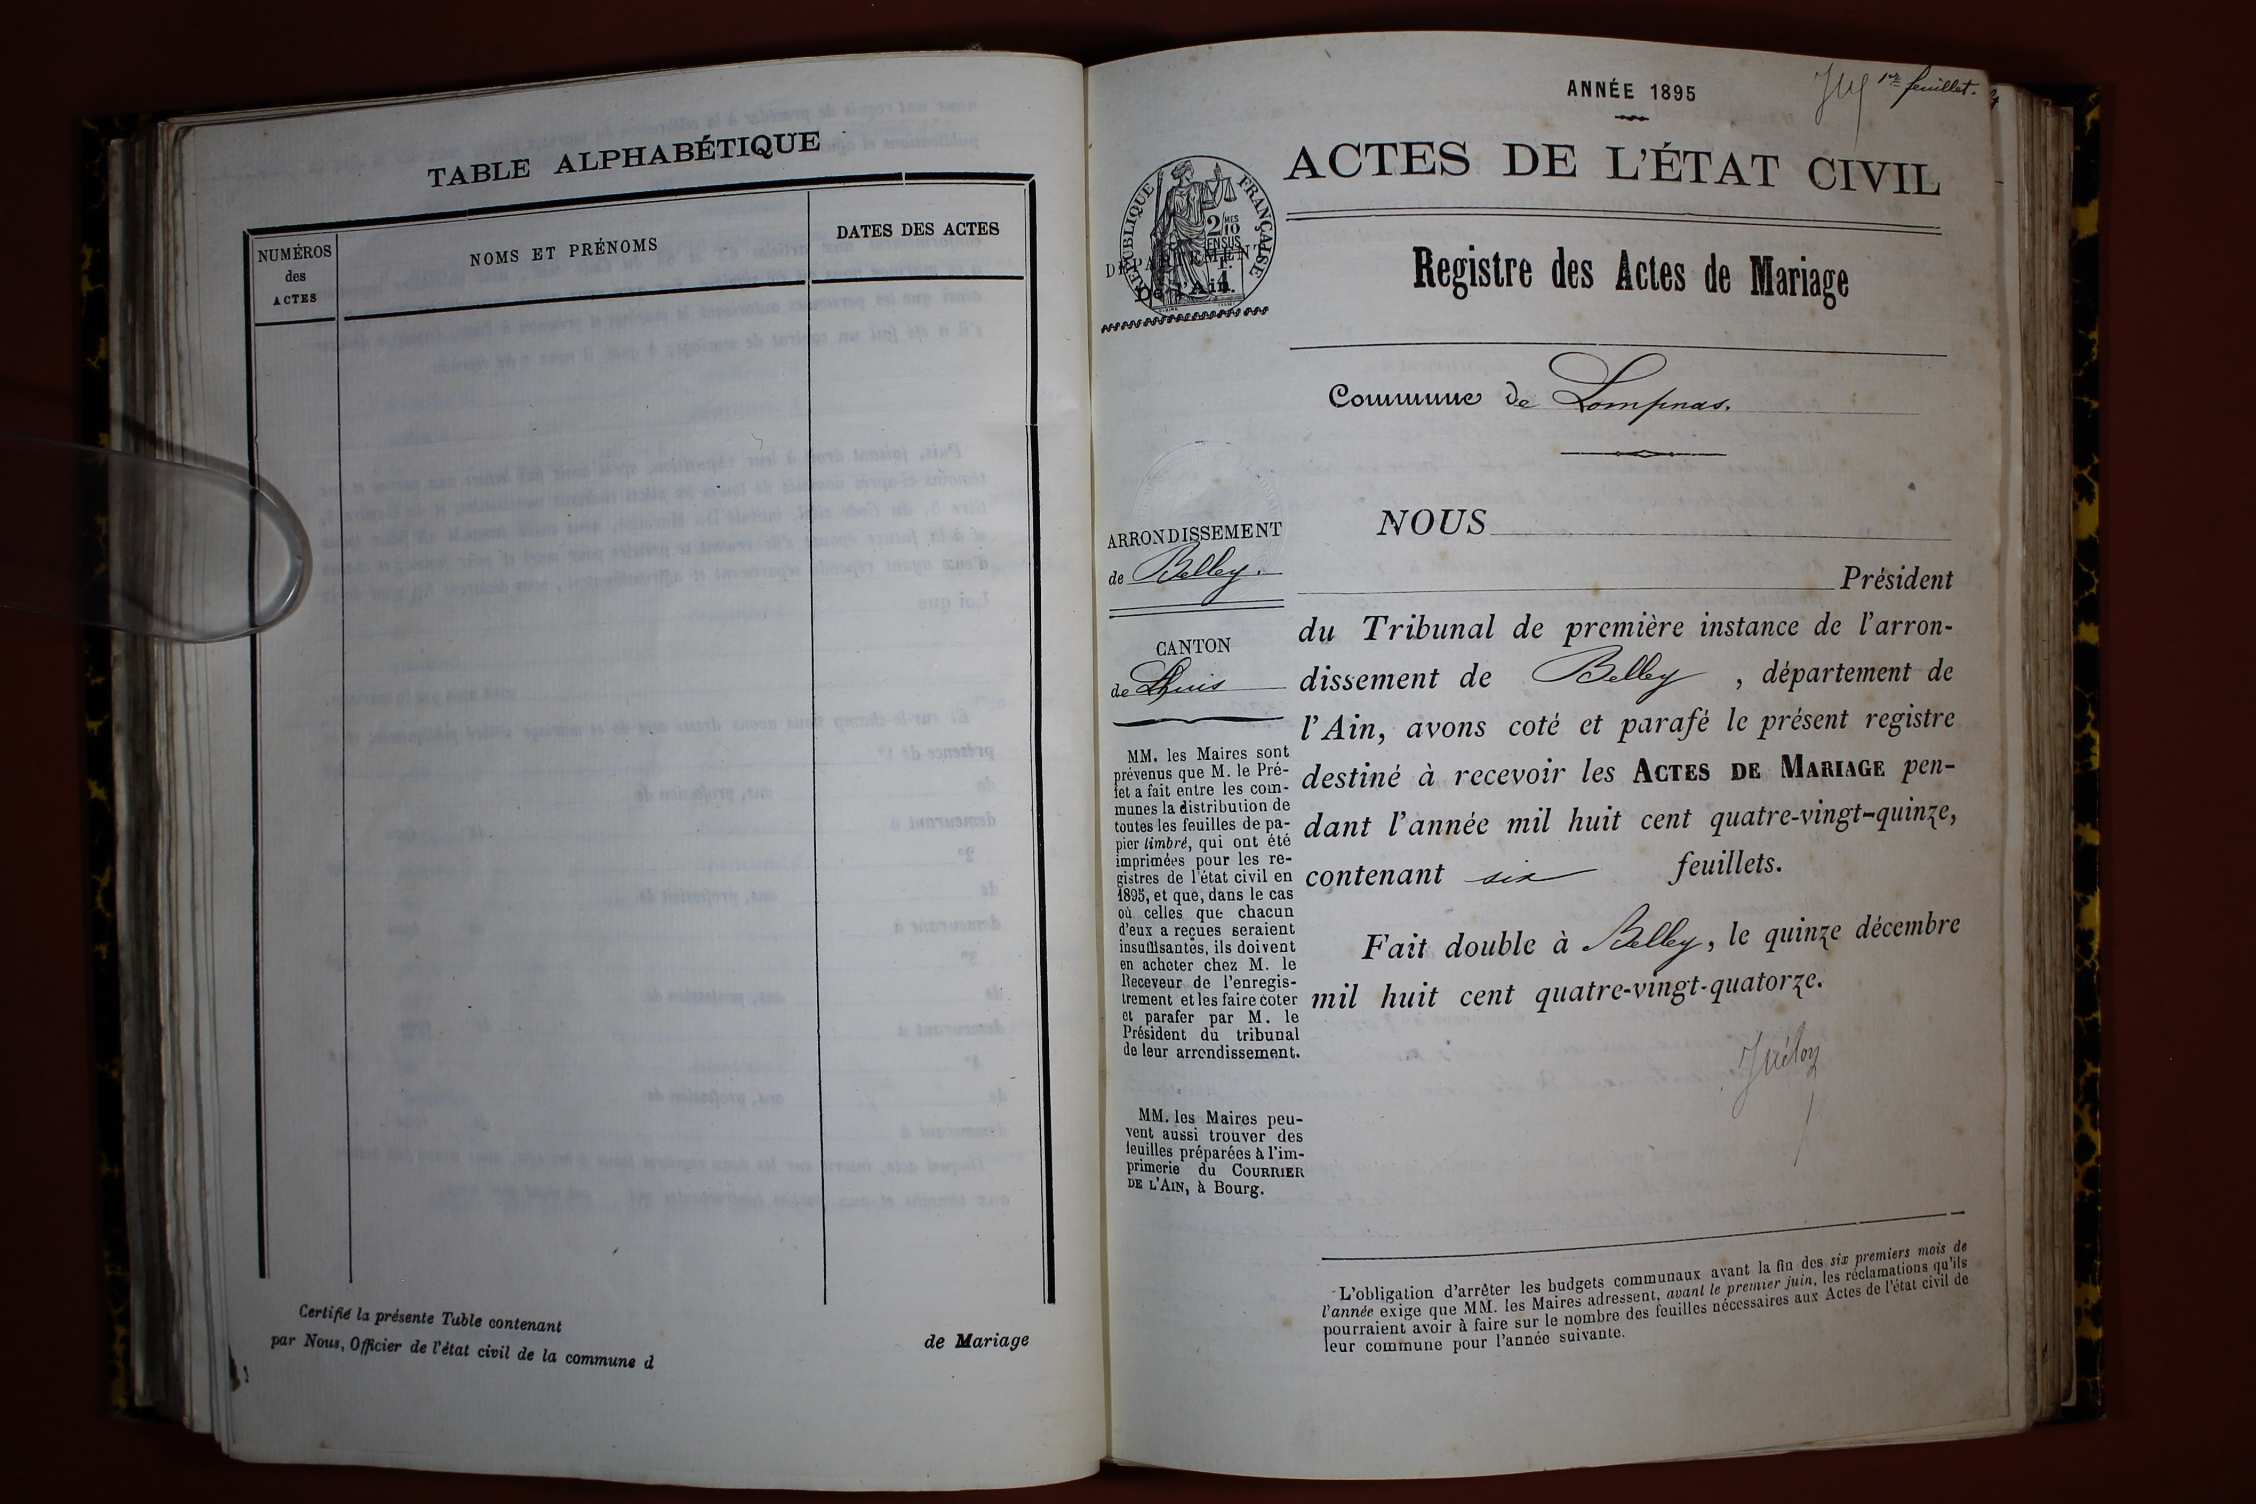 TABLE ALPHABÉTIQUE
NUMÉROS
des
ACTES
NOMS ET PRÉNOMS
DATES DES ACTES
Certifié la présente Table contenant
de Mariage
par Nous, Officier de l'état civil de la commune d
1er feuillet.
ANNÉE 1895
ACTES DE L'ÉTAT CIVIL
RÉPUBLIQUE FRANÇAISE
2/10 MES
EN SUS
DÉPARTEMENT
De l'Ain.
Registre des Actes de Mariage
Commune de Lompnas.
ARRONDISSEMENT
de Belley.
CANTON
de Lhuis
MM. les Maires sont
prévenus que M. le Pré-
fet a fait entre les com-
munes la distribution de
toutes les feuilles de pa-
pier timbré, qui ont été
imprimées pour les re-
gistres de l'état civil en
1895, et que, dans le cas
où celles que chacun
d'eux a reçues seraient
insuffisantes, ils doivent
en acheter chez M. le
Receveur de l'enregis-
trement et les faire coter
et parafer par M. le
Président du tribunal
de leur arrondissement.
MM. les Maires peu-
vent aussi trouver des
feuilles préparées à l'im-
primerie du COURRIER
DE L'AIN, à Bourg.
NOUS
Président
du Tribunal de première instance de l'arron-
dissement de Belley, département de
l'Ain, avons coté et parafé le présent registre
destiné à recevoir les ACTES DE MARIAGE pen-
dant l'année mil huit cent quatre-vingt-quinze,
contenant six feuillets.
Fait double à Belley, le quinze décembre
mil huit cent quatre-vingt-quatorze.
L'obligation d'arrêter les budgets communaux avant la fin des six premiers mois de
l'année exige que MM. les Maires adressent, avant le premier juin, les réclamations qu'ils
pourraient avoir à faire sur le nombre des feuilles nécessaires aux Actes de l'état civil de
leur commune pour l'année suivante.